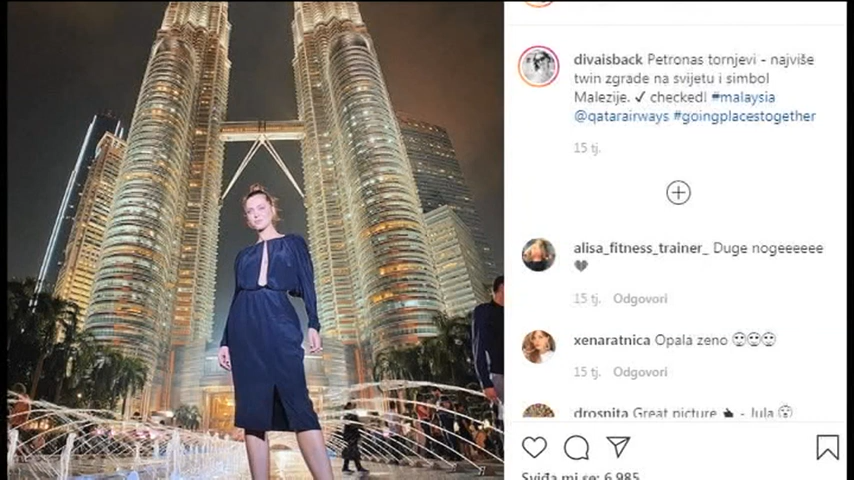 divaisback Petronas tornjevi - najviše
twin zgrade na svijetu i simbol
Malezije. ✓ checked! #malaysia
@qatarairways #goingplacestogether
15 tj.
alisa_fitness_trainer_ Duge nogeeeeee
15 tj. Odgovori
xenaratnica Opala zeno
15 tj. Odgovori
drosnita Great picture - Jula
Sviđa mi se: 6.985